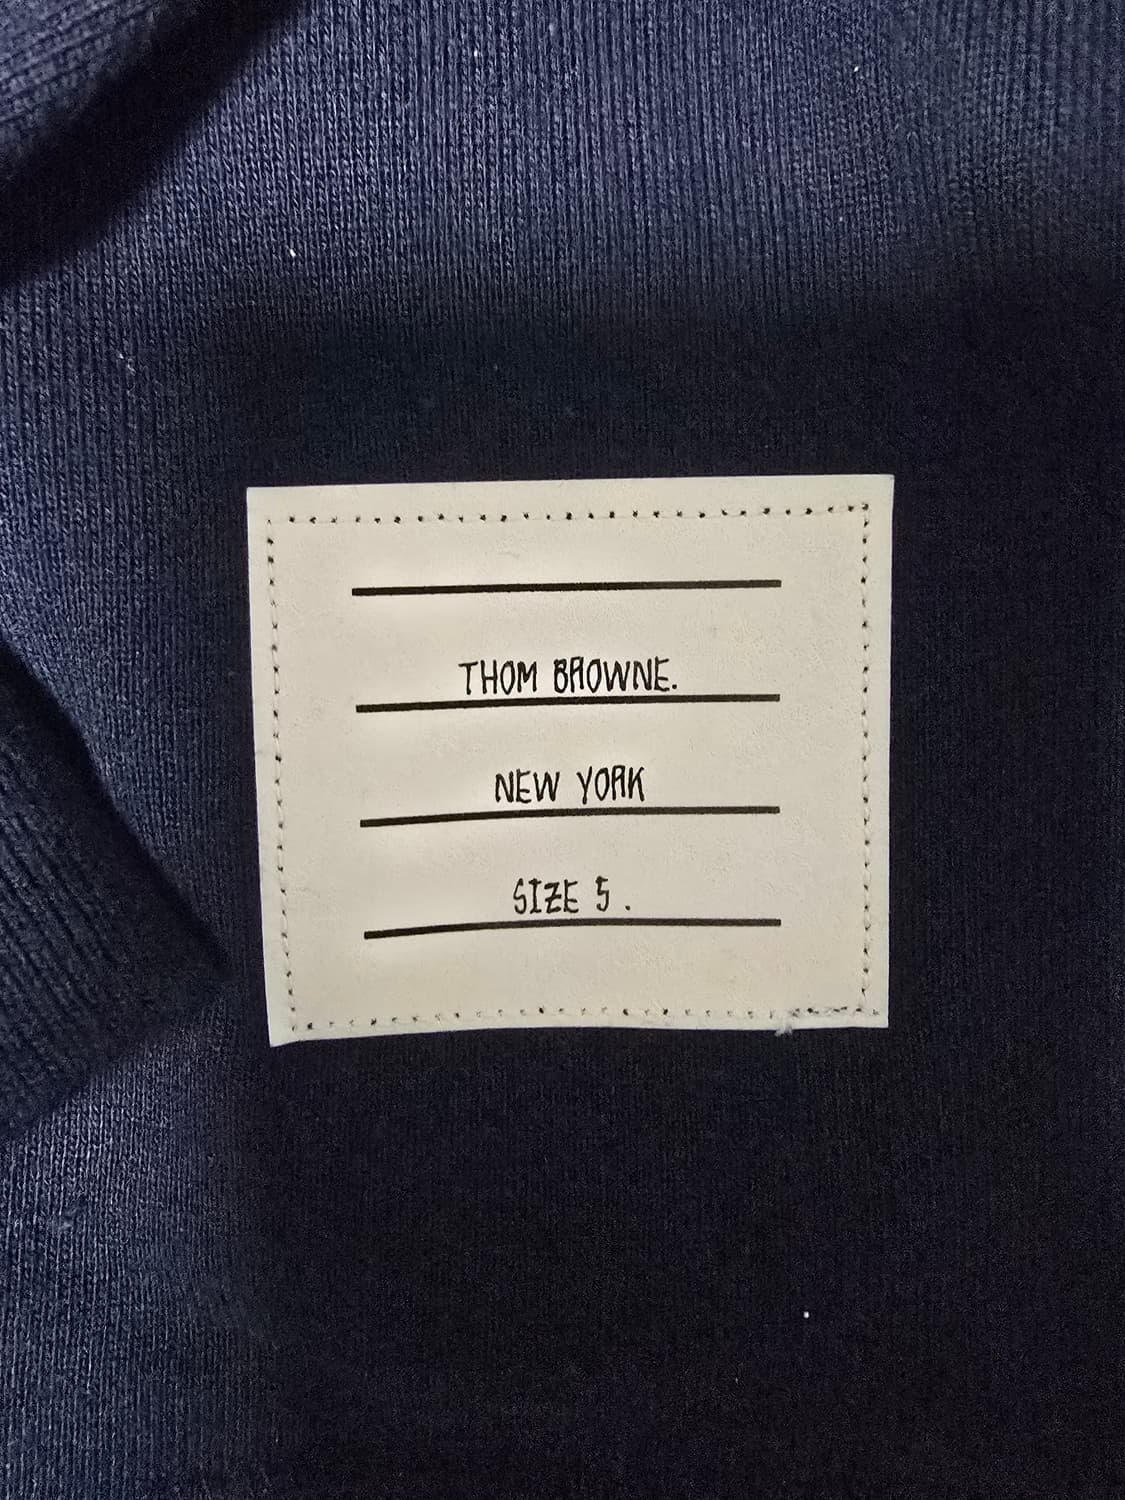 THOM BROWNE.
NEW YORK
SIZE 5 .